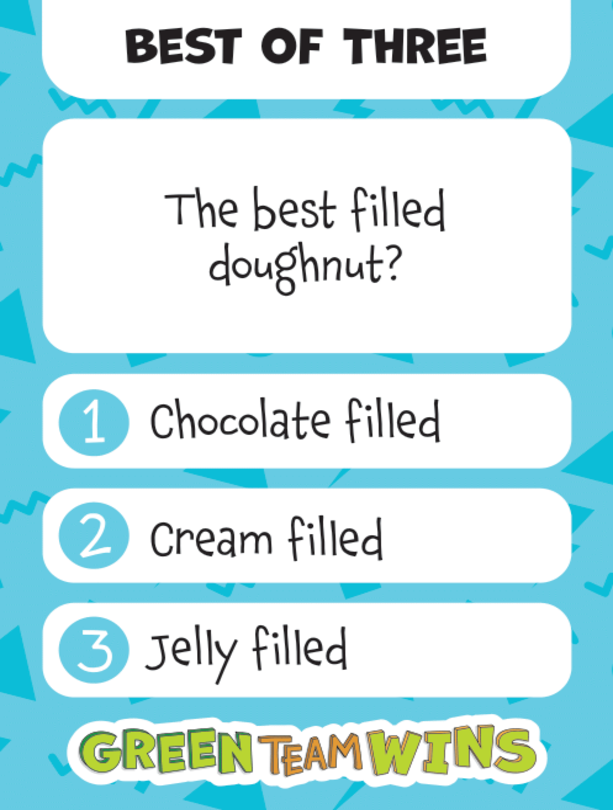 BEST OF THREE
The best filled
doughnut?
1 Chocolate filled
2 Cream filled
3 Jelly filled
GREEN TEAM WINS